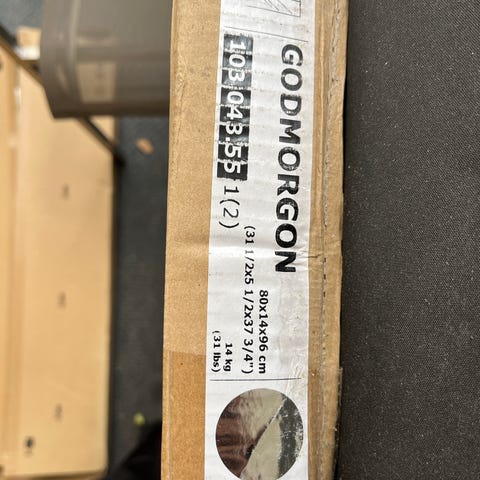 GODMORGON
103.043.55 1(2)
80x14x96 cm
(31 1/2x5 1/2x37 3/4")
14 kg
(31 lbs)